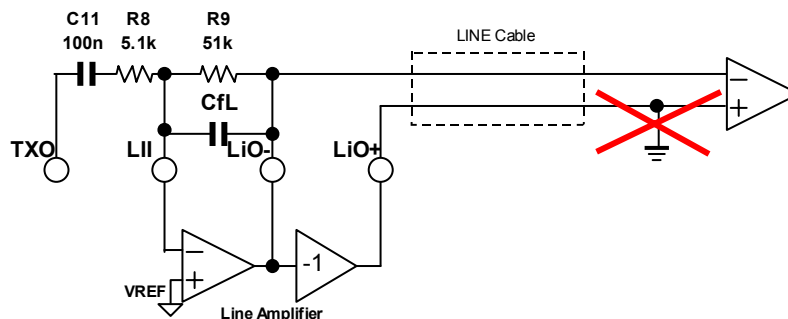 C11
100n
R8
5.1k
R9
51k
LINE Cable
CfL
TXO
LII
LiO-
LiO+
-1
VREF
Line Amplifier